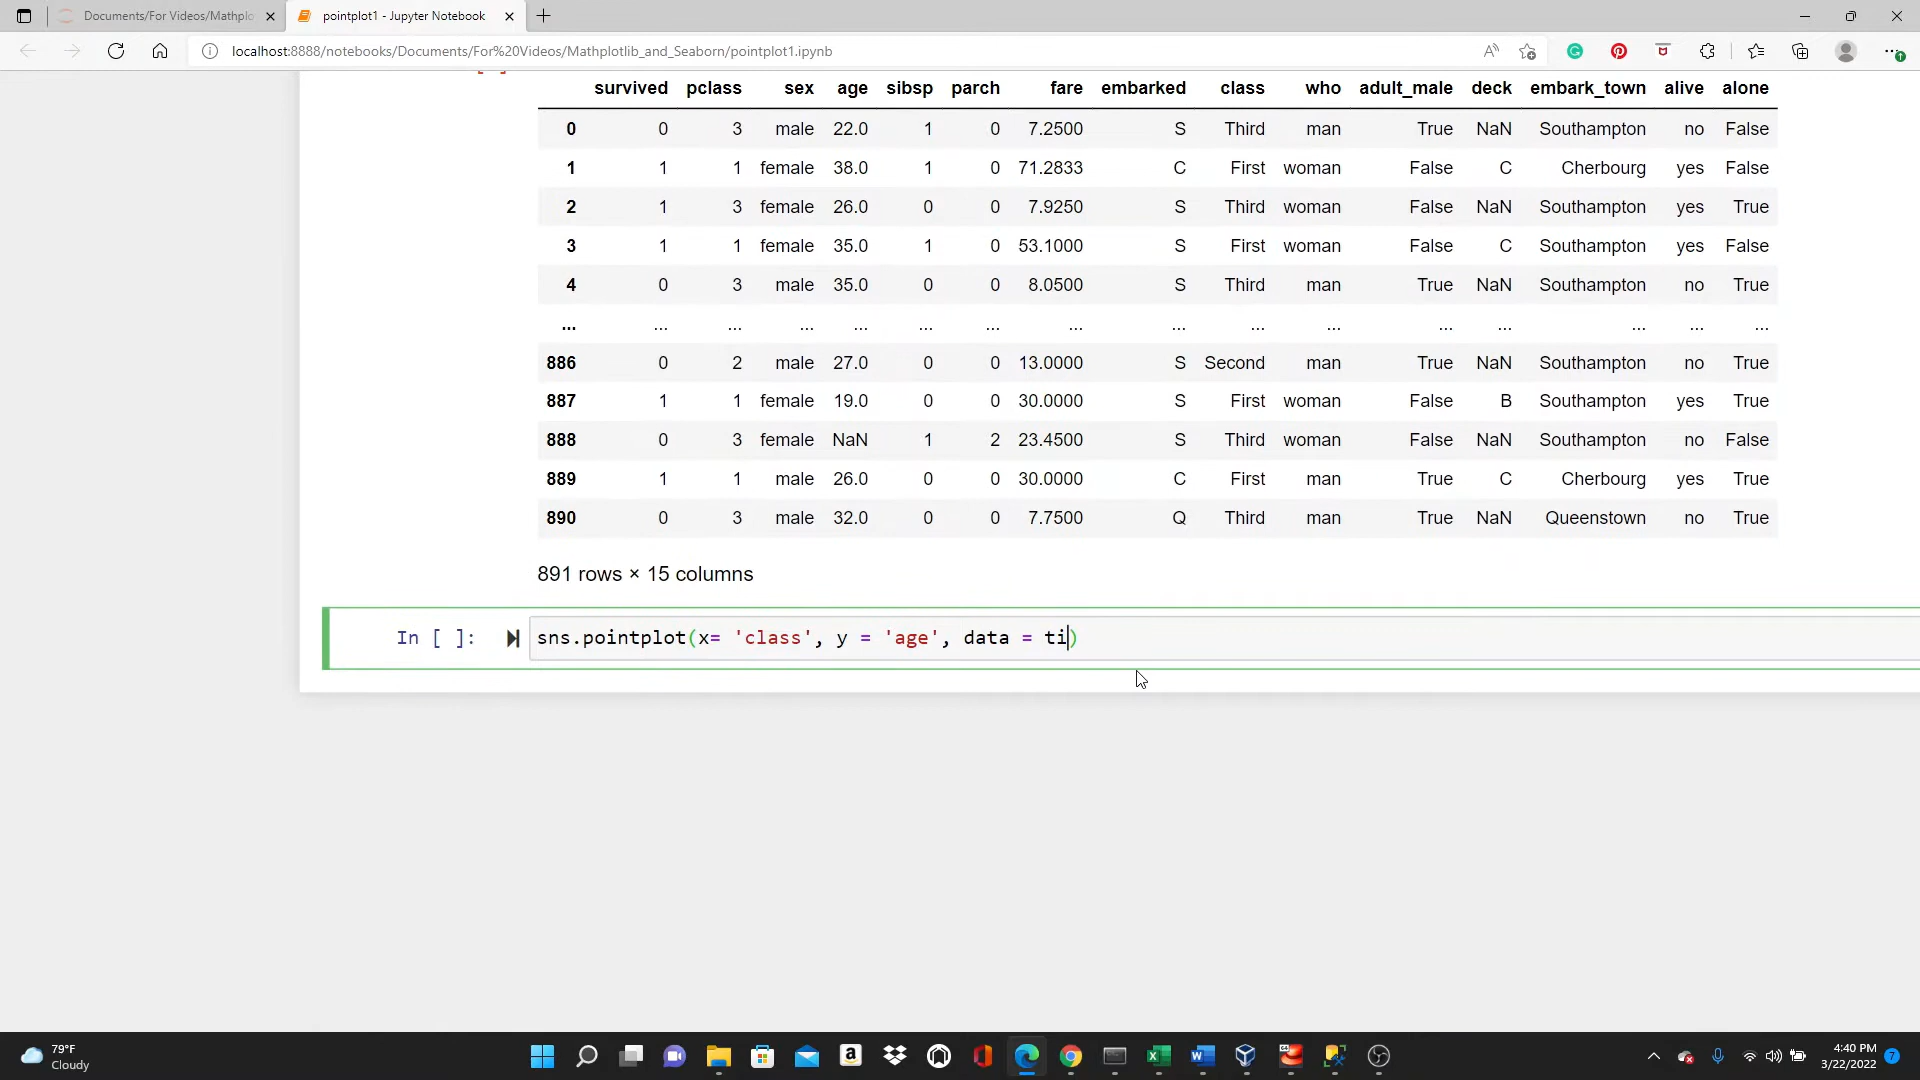 Documents/For Videos/Mathplo
pointplot1 - Jupyter Notebook
localhost:8888/notebooks/Documents/For%20Videos/Mathplotlib_and_Seaborn/pointplot1.ipynb
survived pclass sex age sibsp parch fare embarked class who adult_male deck embark_town alive alone
0 0 3 male 22.0 1 0 7.2500 S Third man True NaN Southampton no False
1 1 1 female 38.0 1 0 71.2833 C First woman False C Cherbourg yes False
2 1 3 female 26.0 0 0 7.9250 S Third woman False NaN Southampton yes True
3 1 1 female 35.0 1 0 53.1000 S First woman False C Southampton yes False
4 0 3 male 35.0 0 0 8.0500 S Third man True NaN Southampton no True
... ... ... ... ... ... ... ... ... ... ... ... ... ... ... ...
886 0 2 male 27.0 0 0 13.0000 S Second man True NaN Southampton no True
887 1 1 female 19.0 0 0 30.0000 S First woman False B Southampton yes True
888 0 3 female NaN 1 2 23.4500 S Third woman False NaN Southampton no False
889 1 1 male 26.0 0 0 30.0000 C First man True C Cherbourg yes True
890 0 3 male 32.0 0 0 7.7500 Q Third man True NaN Queenstown no True
891 rows × 15 columns
In [ ]: sns.pointplot(x= 'class', y = 'age', data = ti)
79°F
Cloudy
4:40 PM
3/22/2022
7